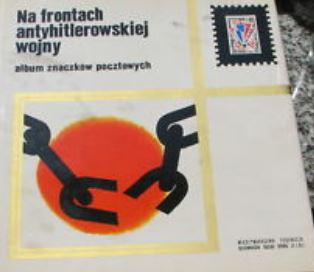 Na frontach
antyhitlerowskiej
wojny
album znaczków pocztowych